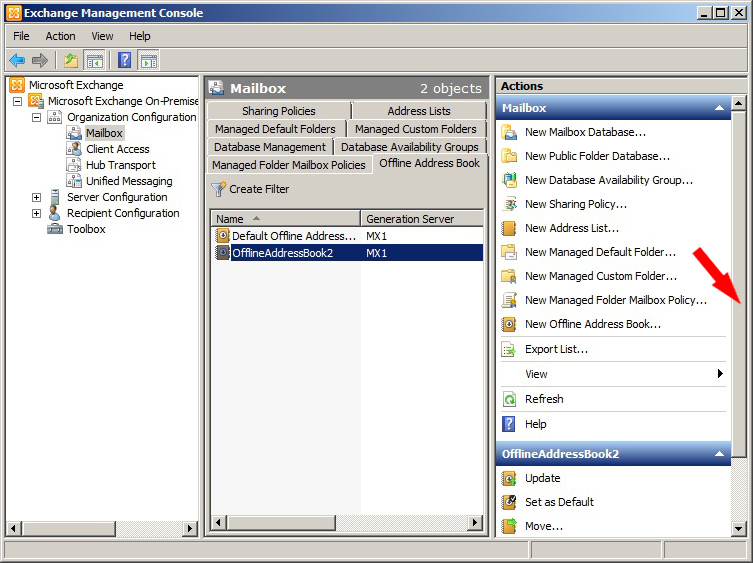 Exchange Management Console
File Action View Help
Microsoft Exchange
Microsoft Exchange On-Premise
Organization Configuration
Mailbox
Client Access
Hub Transport
Unified Messaging
Server Configuration
Recipient Configuration
Toolbox
Mailbox 2 objects
Sharing Policies Address Lists
Managed Default Folders Managed Custom Folders
Database Management Database Availability Groups
Managed Folder Mailbox Policies Offline Address Book
Create Filter
Name Generation Server
Default Offline Address... MX1
OfflineAddressBook2 MX1
Actions
Mailbox
New Mailbox Database...
New Public Folder Database...
New Database Availability Group...
New Sharing Policy...
New Address List...
New Managed Default Folder...
New Managed Custom Folder...
New Managed Folder Mailbox Policy...
New Offline Address Book...
Export List...
View
Refresh
Help
OfflineAddressBook2
Update
Set as Default
Move...